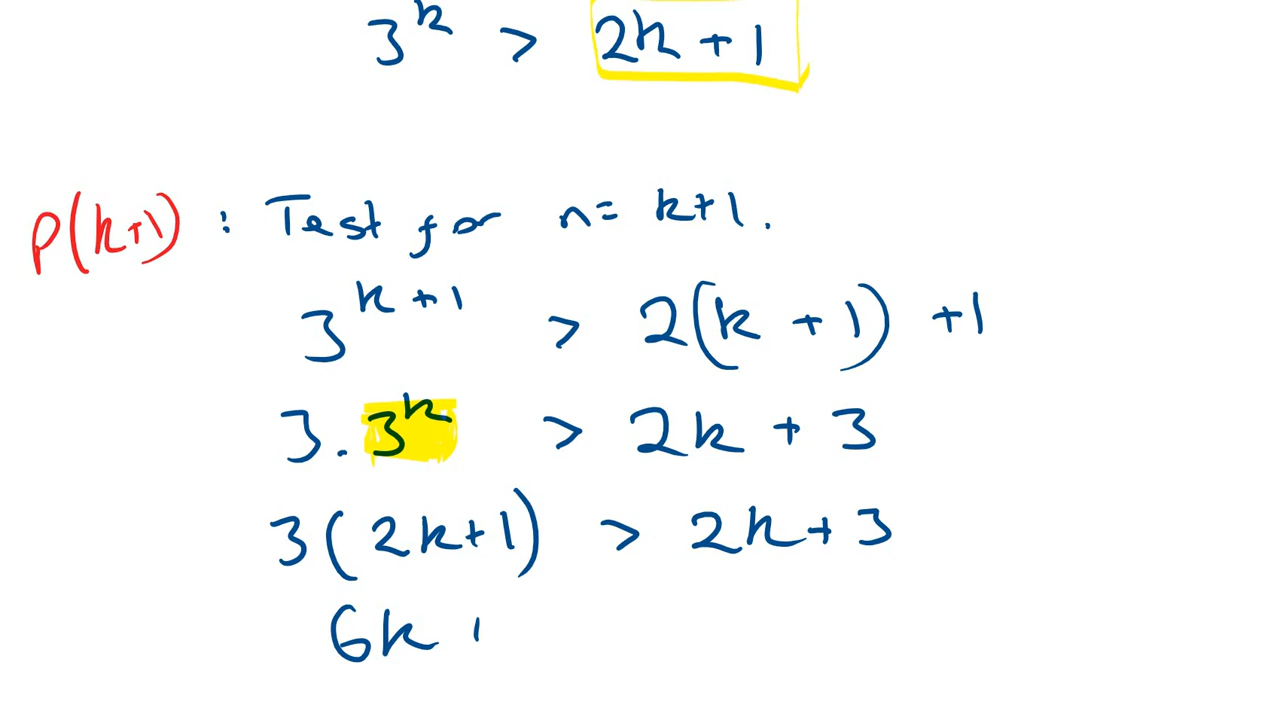 3^k > 2k + 1
P(k+1) : Test for n = k+1.
3^{k+1} > 2(k + 1) + 1
3 . 3^k > 2k + 3
3(2k+1) > 2k + 3
6k